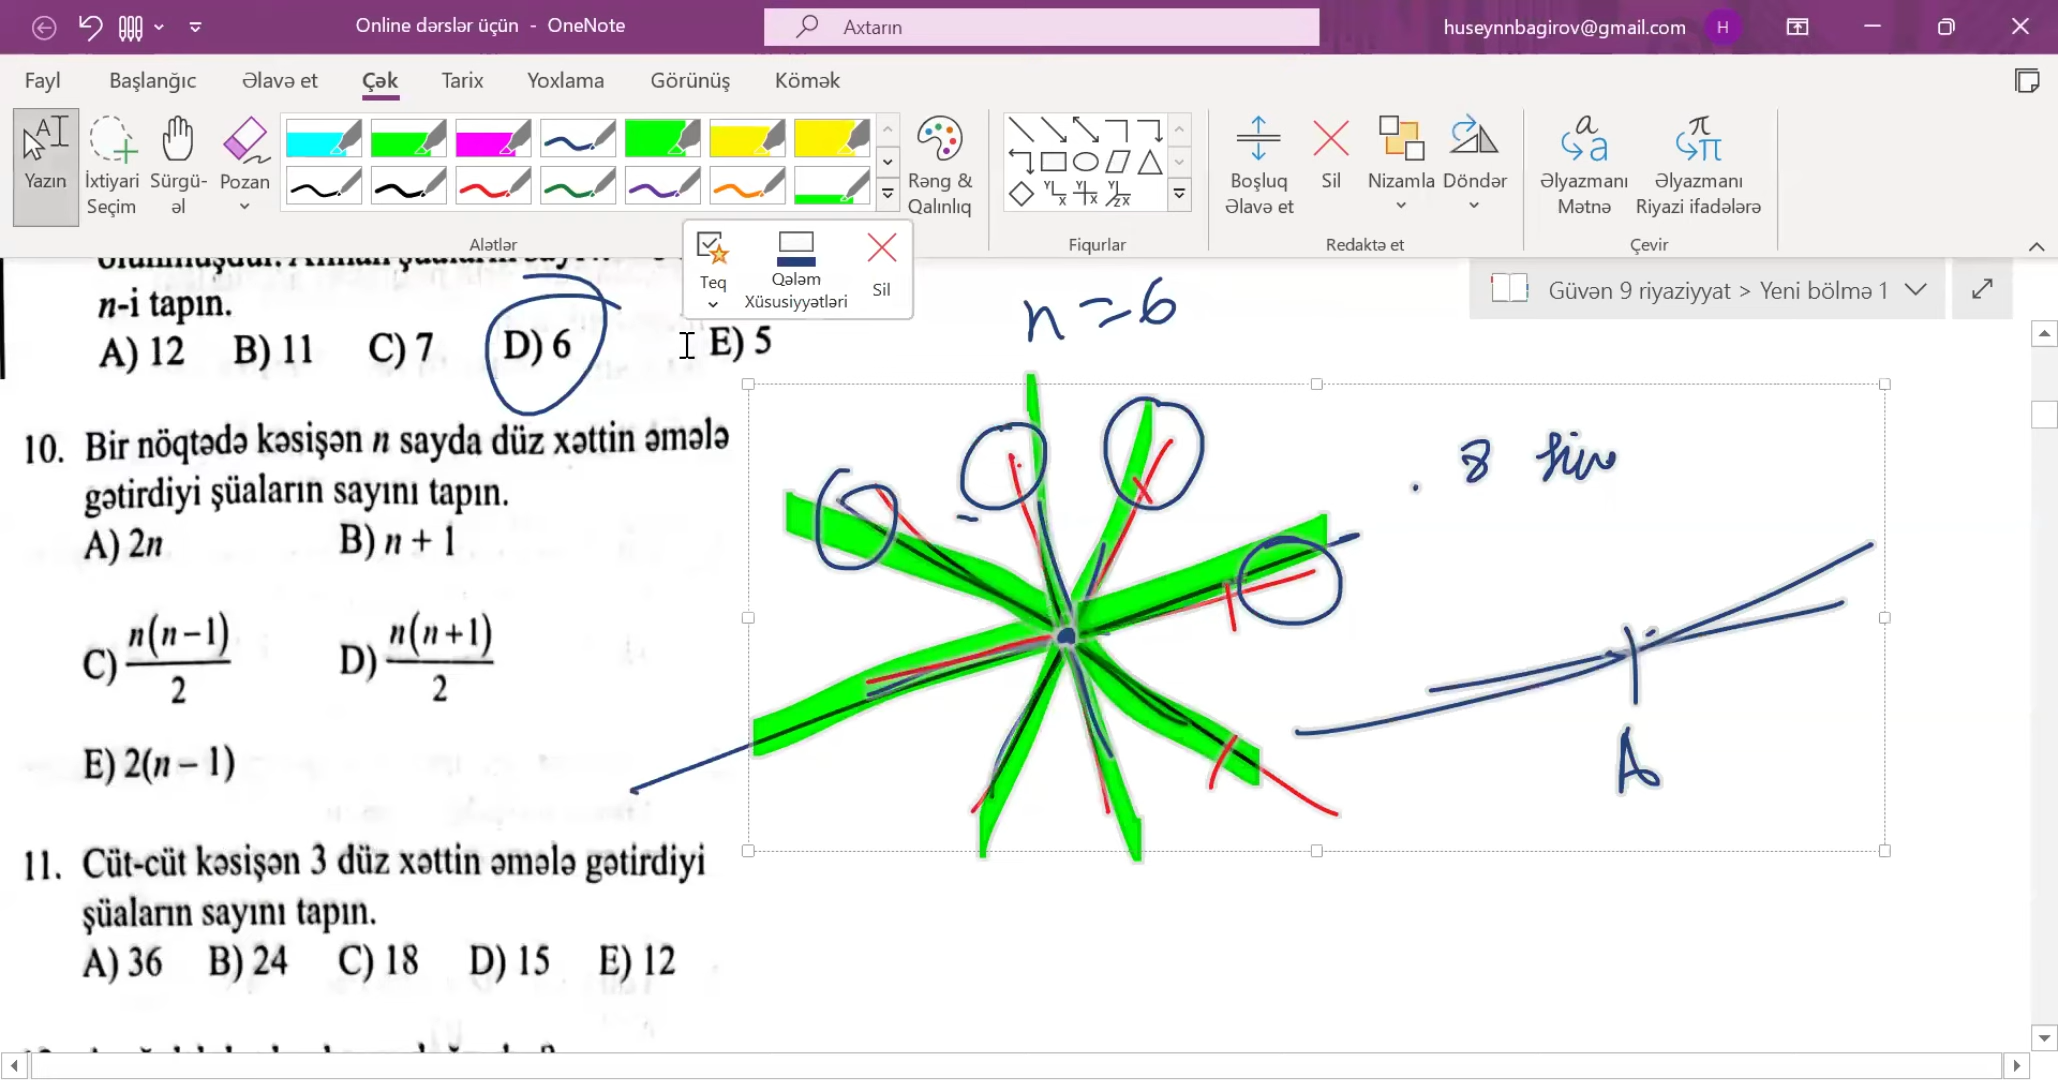 Online dərslər üçün - OneNote
Axtarın
huseynnbagirov@gmail.com
H
Fayl Başlanğıc Əlavə et Çək Tarix Yoxlama Görünüş Kömək
Yazın
İxtiyari Seçim
Sürgü-əl
Pozan
Rəng & Qalınlıq
Boşluq Əlavə et
Sil
Nizamla
Döndər
Əlyazmanı Mətnə
Əlyazmanı Riyazi ifadələrə
Alətlər
Fiqurlar
Redaktə et
Çevir
Teq
Qələm Xüsusiyyətləri
Sil
Güvən 9 riyaziyyat > Yeni bölmə 1
n-i tapın.
A) 12 B) 11 C) 7 D) 6 E) 5
n = 6
10. Bir nöqtədə kəsişən n sayda düz xəttin əmələ
gətirdiyi şüaların sayını tapın.
A) 2n B) n + 1
C) n(n−1)/2 D) n(n+1)/2
E) 2(n − 1)
8
A
11. Cüt-cüt kəsişən 3 düz xəttin əmələ gətirdiyi
şüaların sayını tapın.
A) 36 B) 24 C) 18 D) 15 E) 12